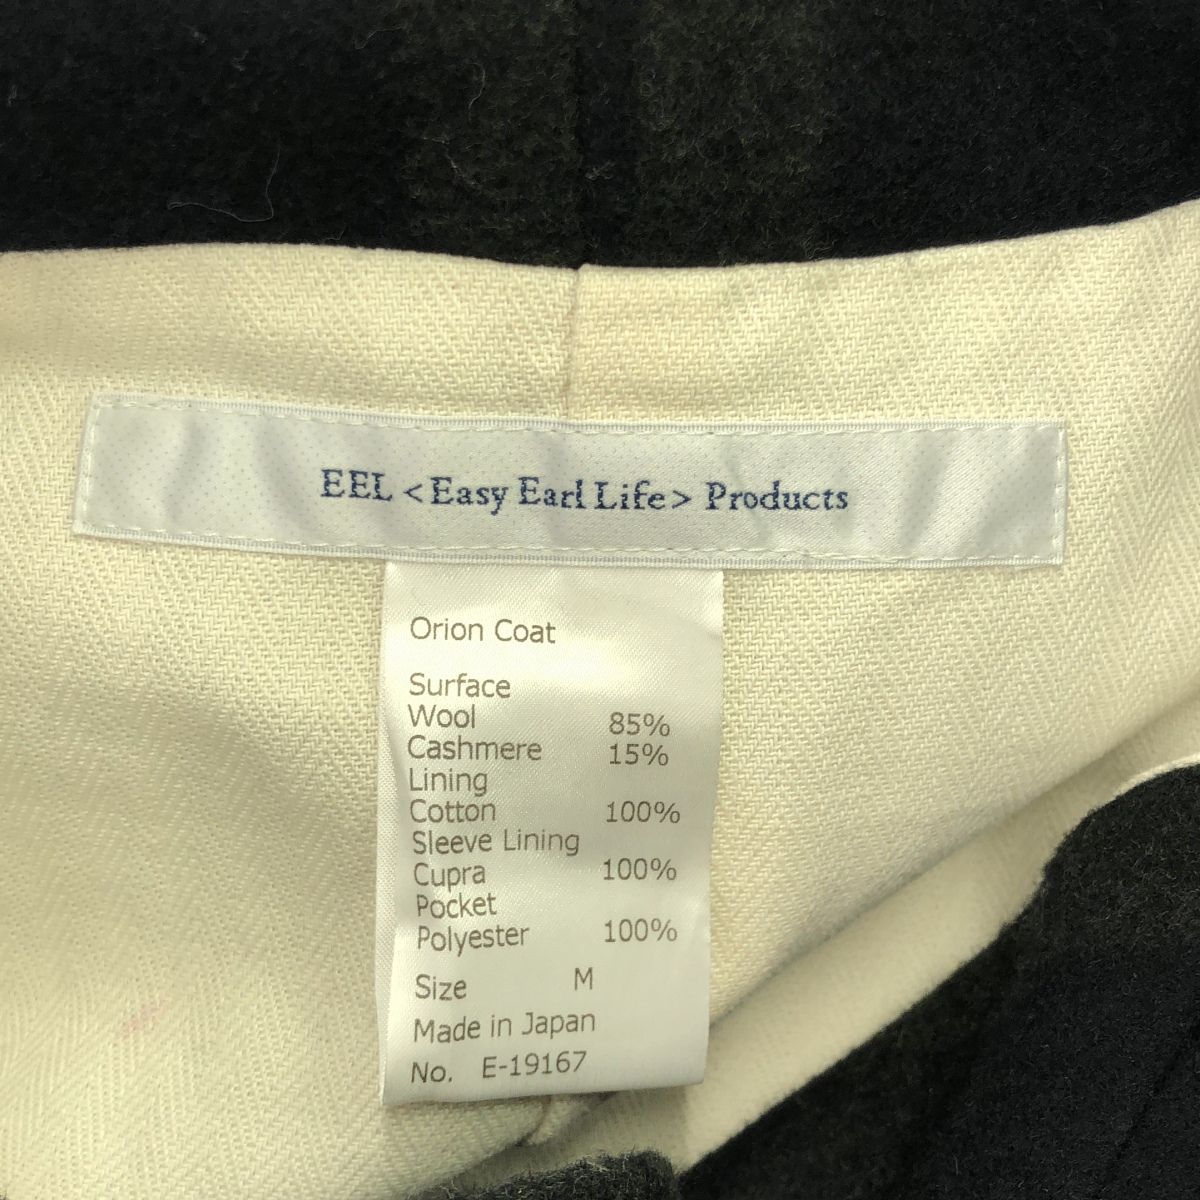 EEL <Easy Earl Life> Products
Orion Coat
Surface
Wool 85%
Cashmere 15%
Lining
Cotton 100%
Sleeve Lining
Cupra 100%
Pocket
Polyester 100%
Size M
Made in Japan
No. E-19167